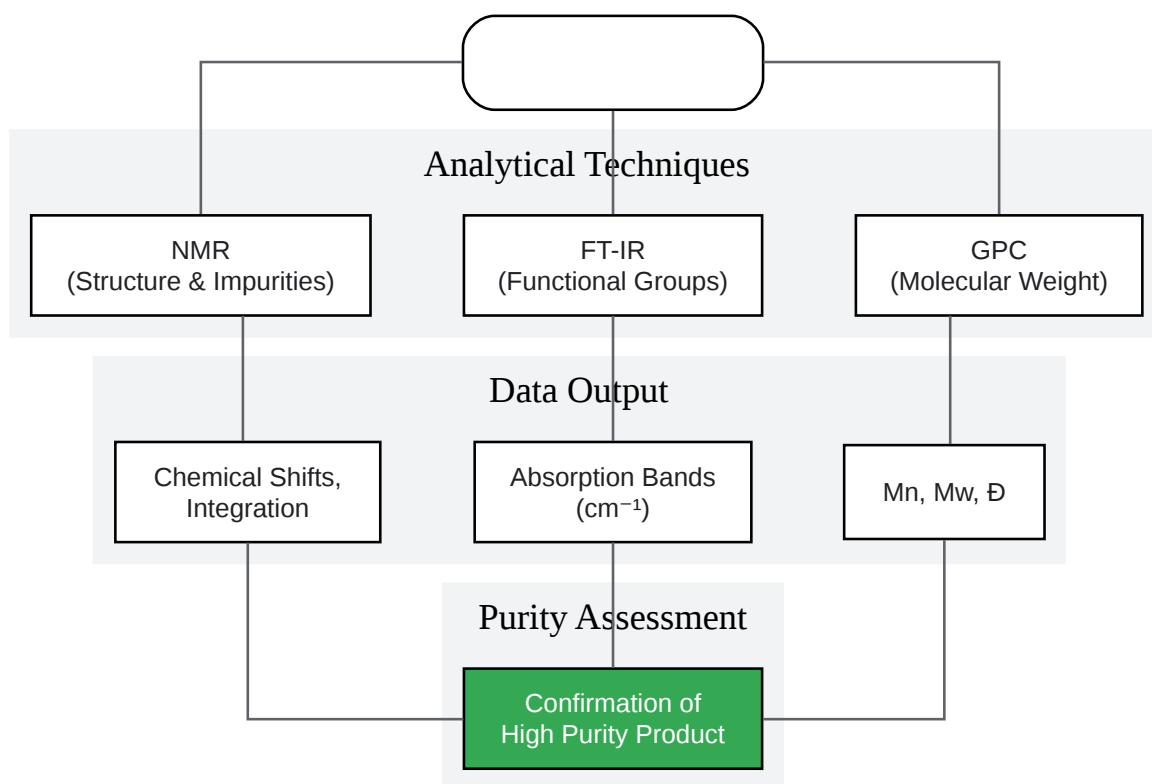 Analytical Techniques
NMR
(Structure & Impurities)
FT-IR
(Functional Groups)
GPC
(Molecular Weight)
Data Output
Chemical Shifts,
Integration
Absorption Bands
(cm⁻¹)
Mn, Mw, Đ
Purity Assessment
Confirmation of
High Purity Product